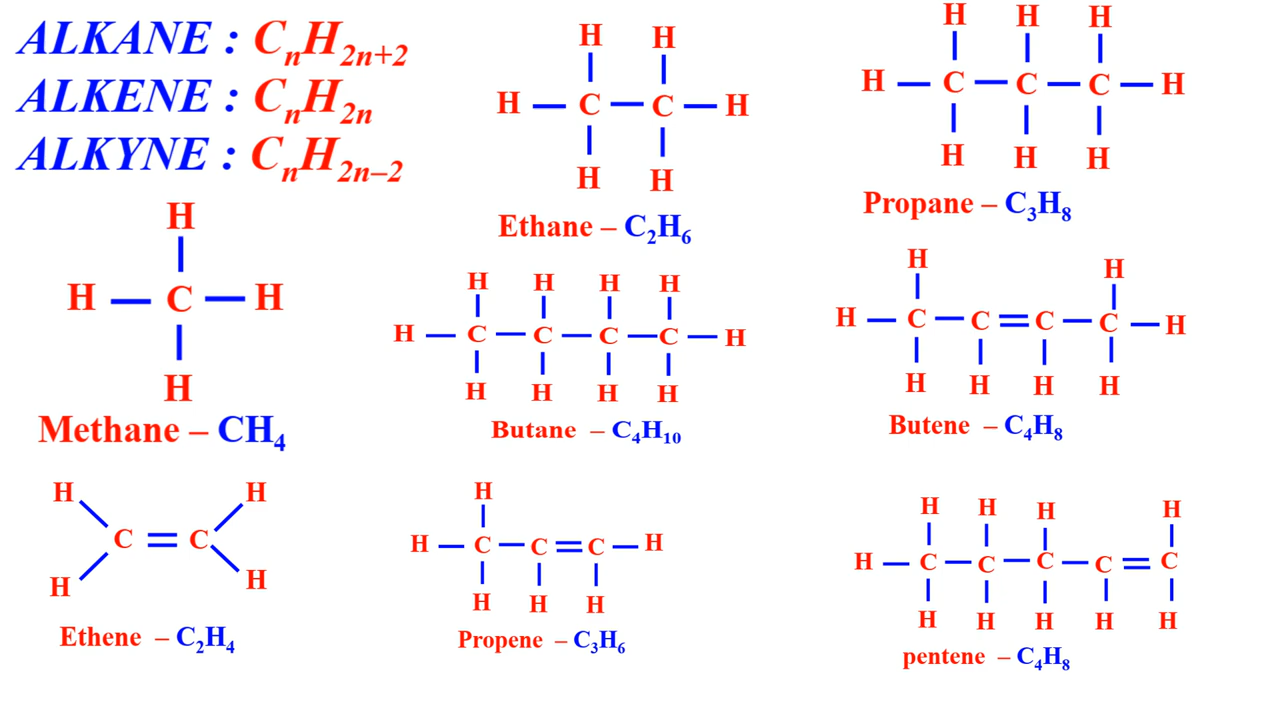 ALKANE : CₙH₂ₙ₊₂
ALKENE : CₙH₂ₙ
ALKYNE : CₙH₂ₙ₋₂
H
H C H
H
Methane – CH₄
H H
H C C H
H H
Ethane – C₂H₆
H H H
H C C C H
H H H
Propane – C₃H₈
H H H H
H C C C C H
H H H H
Butane – C₄H₁₀
H H
H C C C C H
H H H H
Butene – C₄H₈
H H
C C
H H
Ethene – C₂H₄
H
H C C C H
H H H
Propene – C₃H₆
H H H H
H C C C C C
H H H H H
pentene – C₄H₈